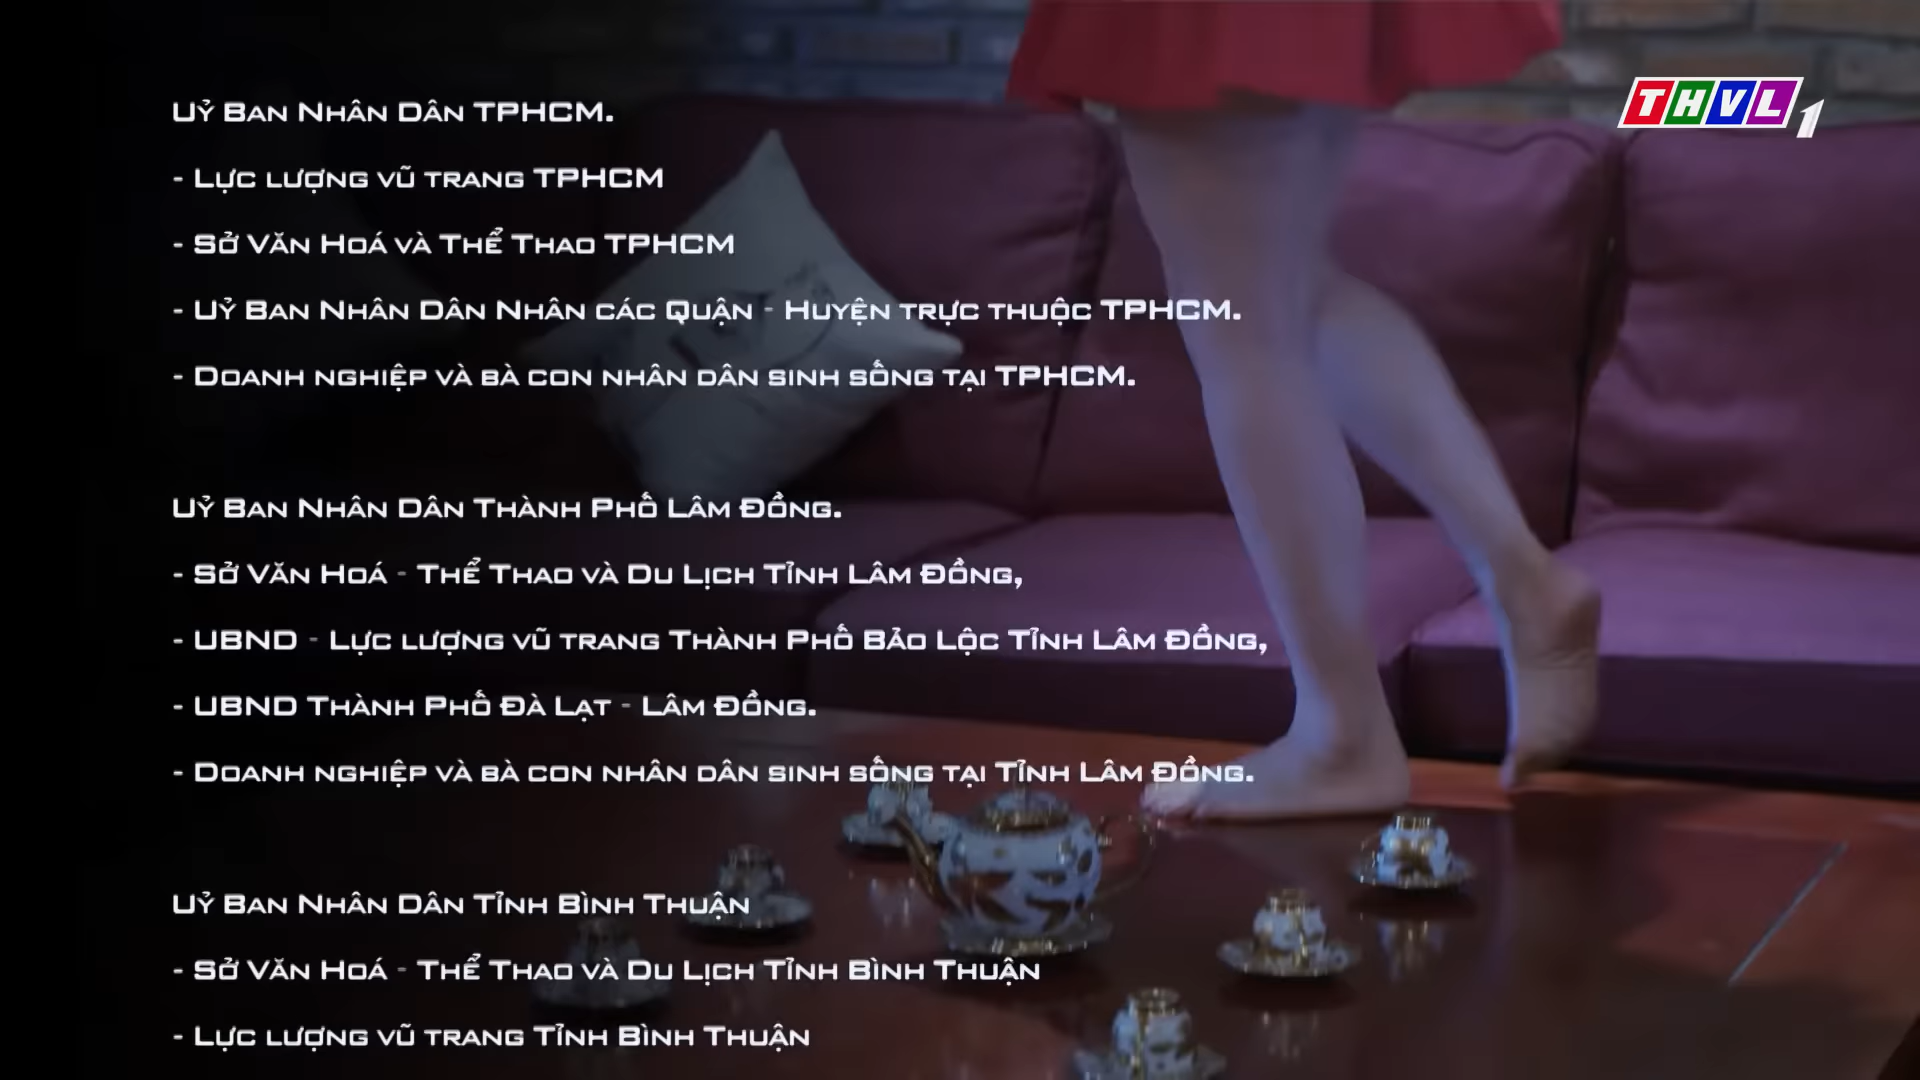 Uỷ Ban Nhân Dân TPHCM.
THVL1
- Lực lượng vũ trang TPHCM
- Sở Văn Hoá và Thể Thao TPHCM
- Uỷ Ban Nhân Dân Nhân các Quận - Huyện trực thuộc TPHCM.
- Doanh nghiệp và bà con nhân dân sinh sống tại TPHCM.
Uỷ Ban Nhân Dân Thành Phố Lâm Đồng.
- Sở Văn Hoá - Thể Thao và Du Lịch Tỉnh Lâm Đồng,
- UBND - Lực lượng vũ trang Thành Phố Bảo Lộc Tỉnh Lâm Đồng,
- UBND Thành Phố Đà Lạt - Lâm Đồng.
- Doanh nghiệp và bà con nhân dân sinh sống tại Tỉnh Lâm Đồng.
Uỷ Ban Nhân Dân Tỉnh Bình Thuận
- Sở Văn Hoá - Thể Thao và Du Lịch Tỉnh Bình Thuận
- Lực lượng vũ trang Tỉnh Bình Thuận